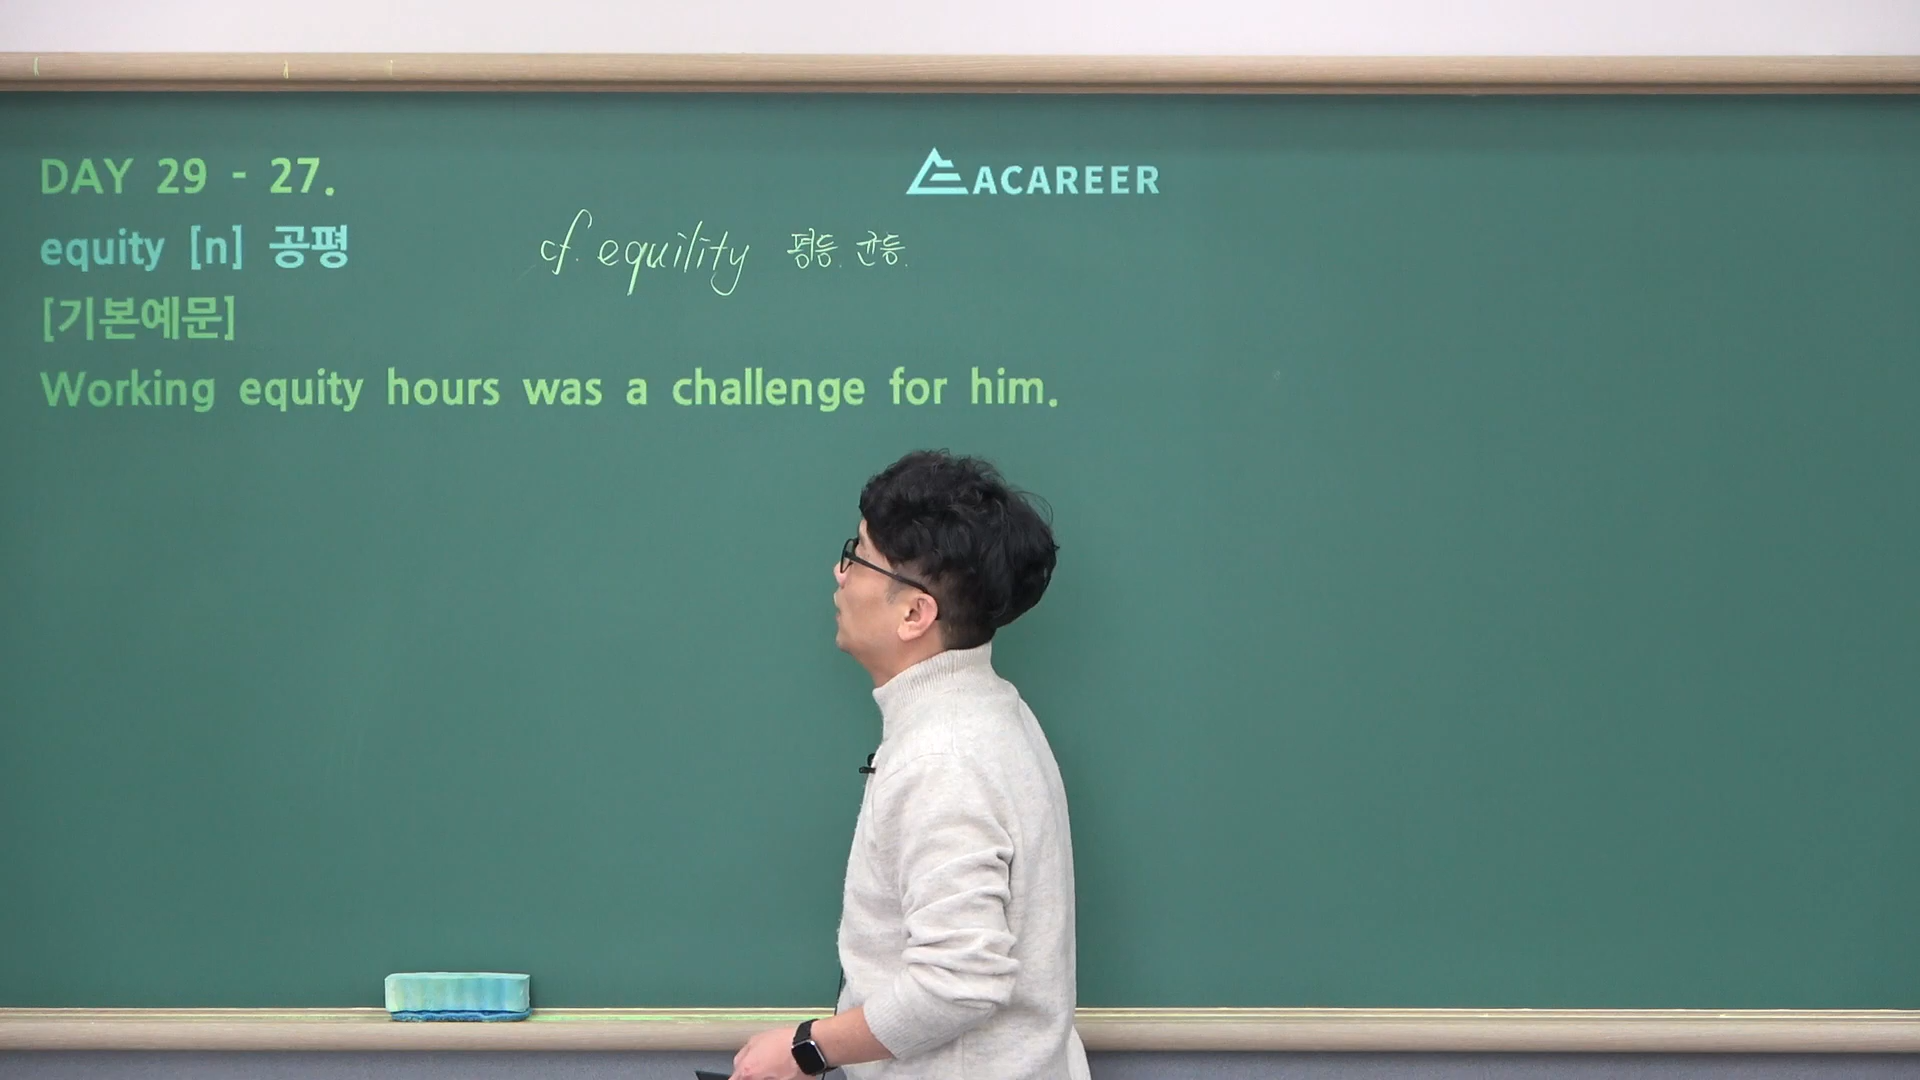 DAY 29 - 27.
ACAREER
equity [n] 공평
cf. equility 평등. 균등.
[기본예문]
Working equity hours was a challenge for him.